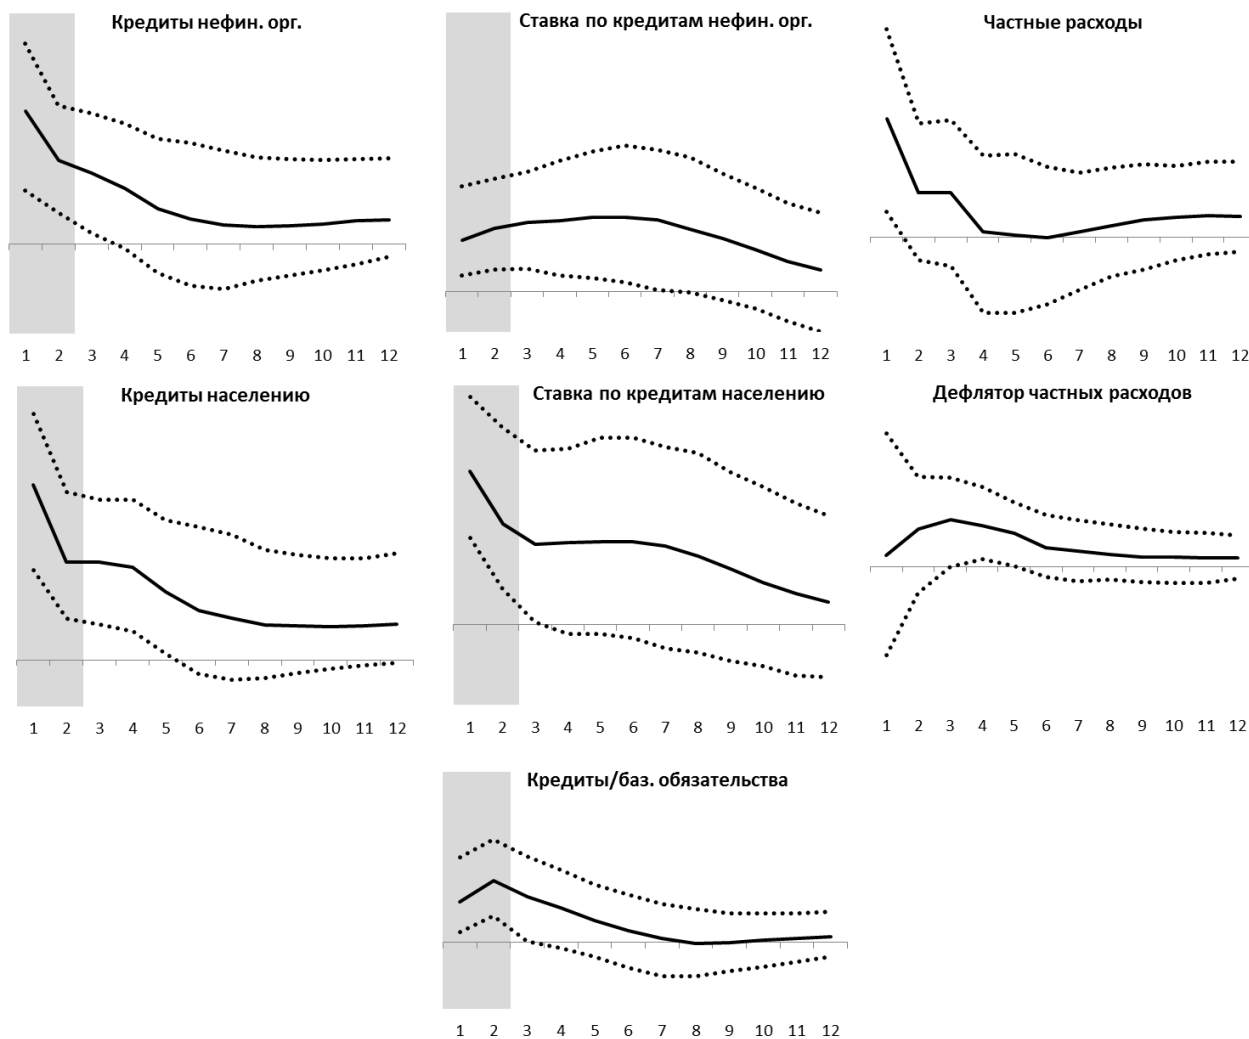 Кредиты нефин. орг.
1 2 3 4 5 6 7 8 9 10 11 12
Ставка по кредитам нефин. орг.
1 2 3 4 5 6 7 8 9 10 11 12
Частные расходы
1 2 3 4 5 6 7 8 9 10 11 12
Кредиты населению
1 2 3 4 5 6 7 8 9 10 11 12
Ставка по кредитам населению
1 2 3 4 5 6 7 8 9 10 11 12
Дефлятор частных расходов
1 2 3 4 5 6 7 8 9 10 11 12
Кредиты/баз. обязательства
1 2 3 4 5 6 7 8 9 10 11 12